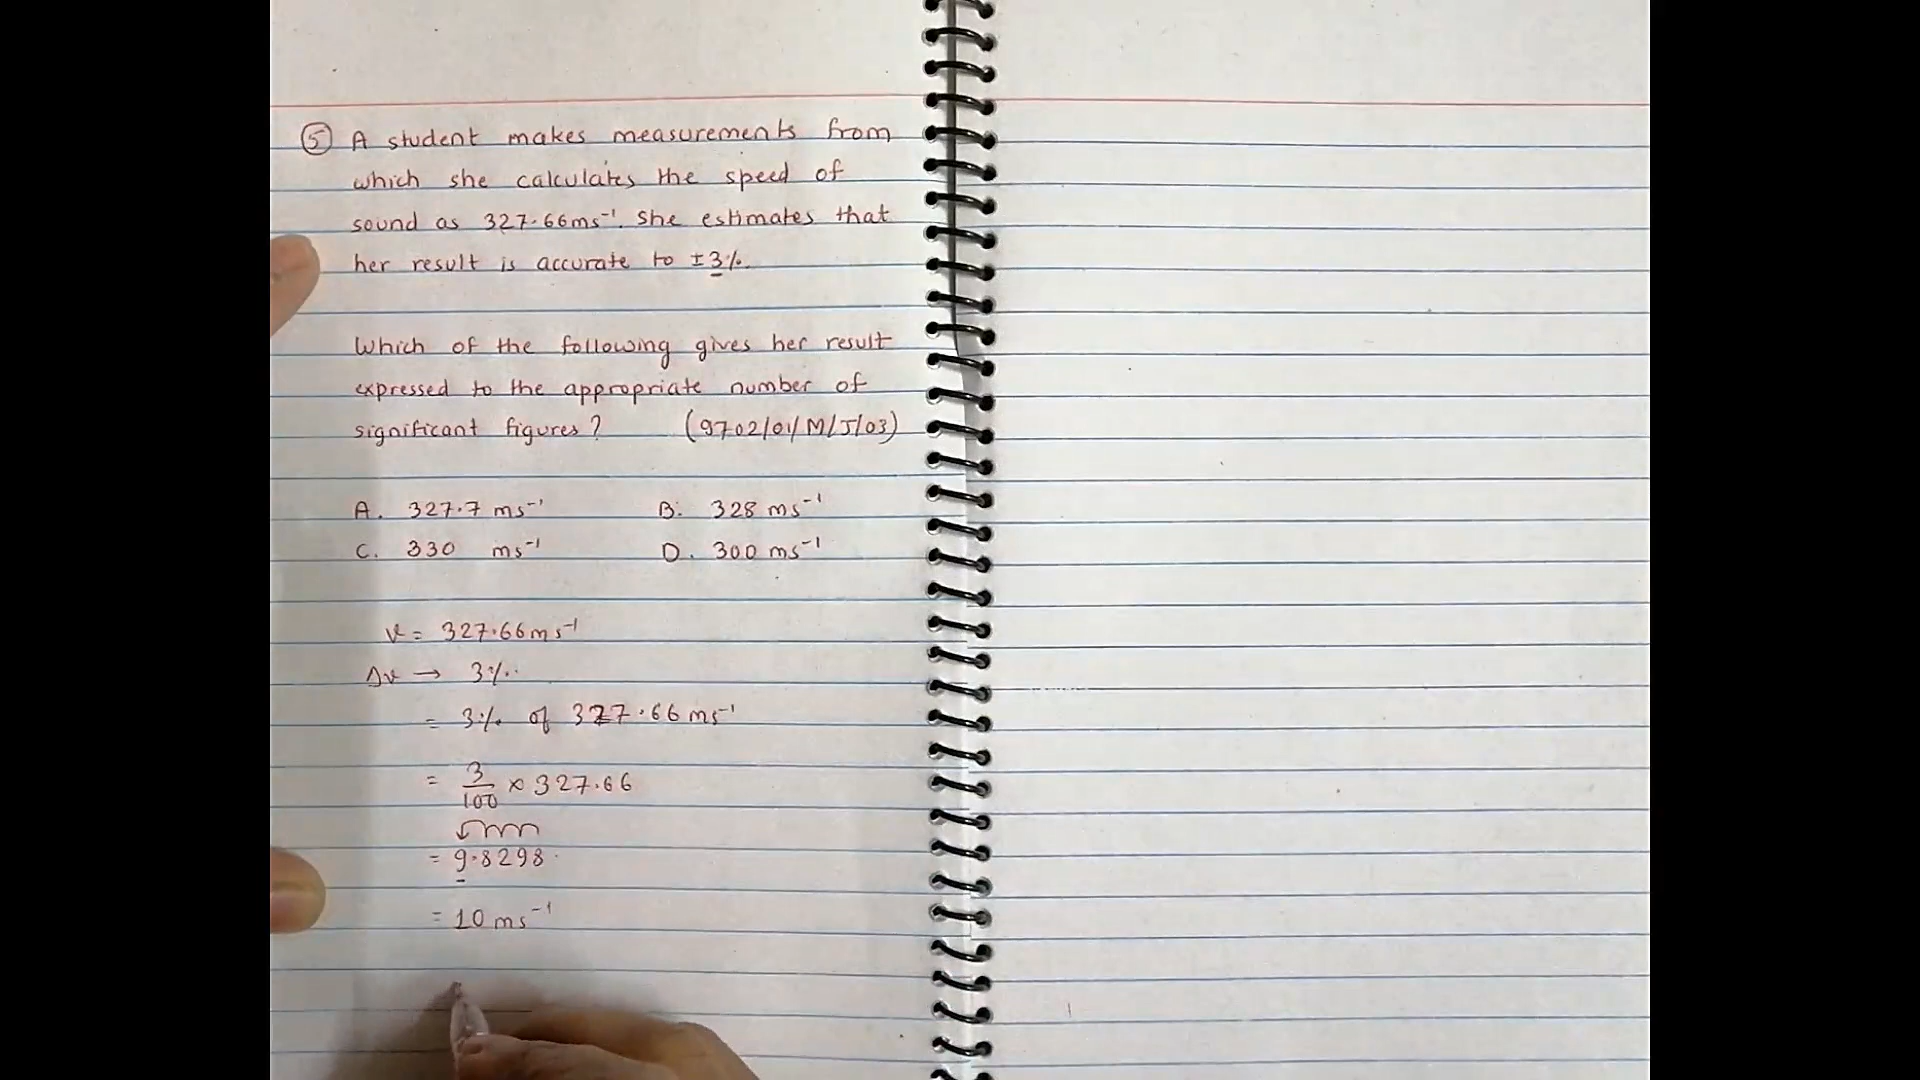 5 A student makes measurements from
which she calculates the speed of
sound as 327.66ms⁻¹. She estimates that
her result is accurate to ±3%.
Which of the following gives her result
expressed to the appropriate number of
significant figures? (9702/01/M/J/03)
A. 327.7 ms⁻¹ B. 328 ms⁻¹
C. 330 ms⁻¹ D. 300 ms⁻¹
v = 327.66ms⁻¹
Δv → 3%.
= 3% of 327.66 ms⁻¹
= 3/100 × 327.66
= 9.8298
= 10 ms⁻¹